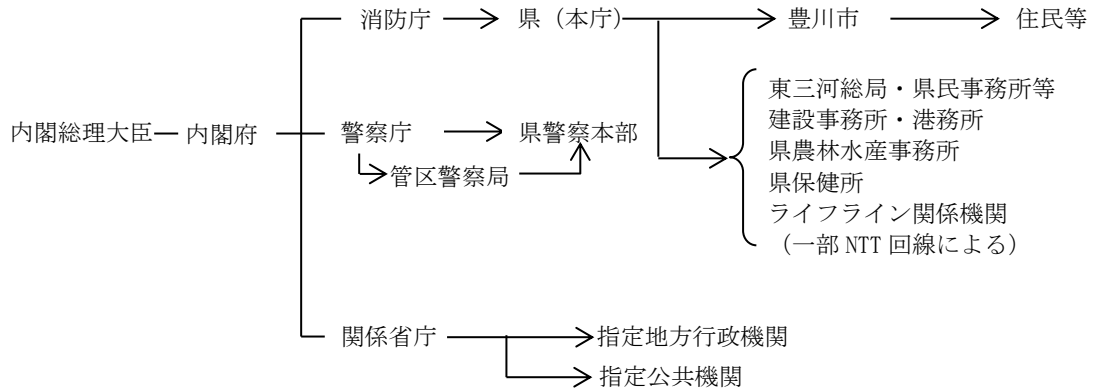 消防庁 県（本庁） 豊川市 住民等
東三河総局・県民事務所等
建設事務所・港務所
内閣総理大臣 内閣府 警察庁 県警察本部
県農林水産事務所
管区警察局
県保健所
ライフライン関係機関
（一部 NTT 回線による）
関係省庁 指定地方行政機関
指定公共機関